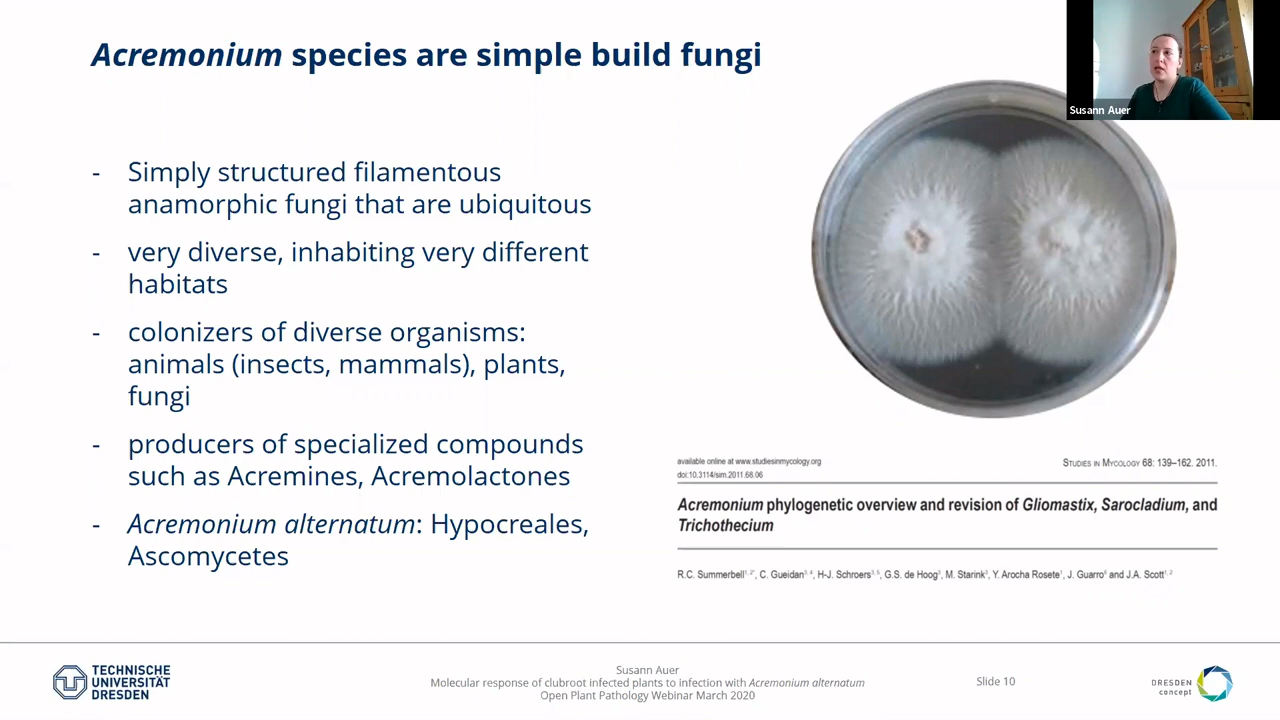 Acremonium species are simple build fungi
Susann Auer
- Simply structured filamentous
anamorphic fungi that are ubiquitous
- very diverse, inhabiting very different
habitats
- colonizers of diverse organisms:
animals (insects, mammals), plants,
fungi
- producers of specialized compounds
such as Acremines, Acremolactones
- Acremonium alternatum: Hypocreales,
Ascomycetes
available online at www.studiesinmycology.org
doi:10.3114/sim.2011.68.06
Studies in Mycology 68: 139–162. 2011.
Acremonium phylogenetic overview and revision of Gliomastix, Sarocladium, and
Trichothecium
R.C. Summerbell, C. Gueidan, H-J. Schroers, G.S. de Hoog, M. Starink, Y. Arocha Rosete, J. Guarro and J.A. Scott
TECHNISCHE
UNIVERSITÄT
DRESDEN
Susann Auer
Molecular response of clubroot infected plants to infection with Acremonium alternatum
Open Plant Pathology Webinar March 2020
Slide 10
DRESDEN
concept